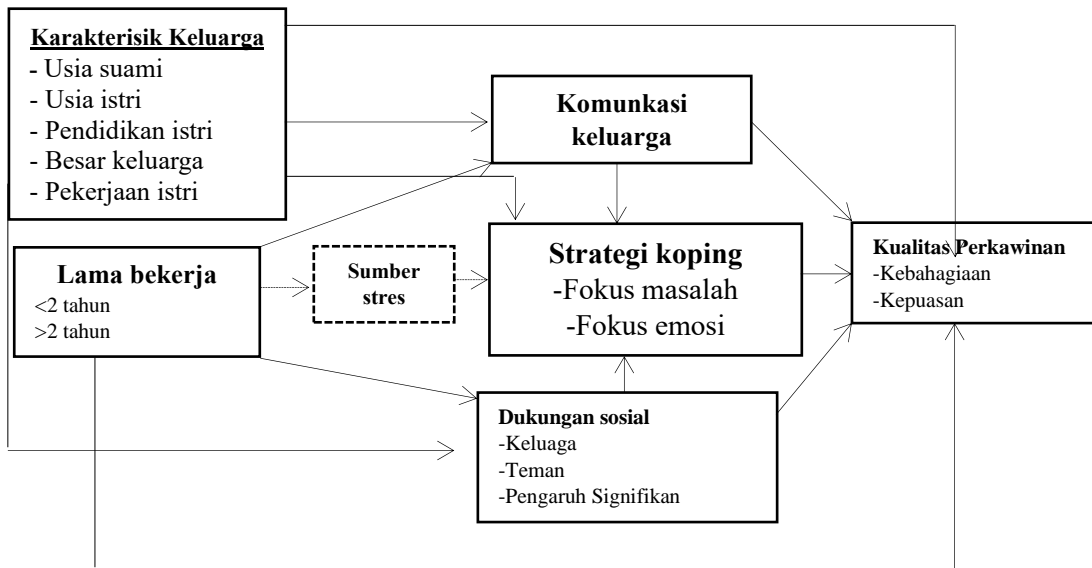 Karakterisik Keluarga
- Usia suami
- Usia istri
- Pendidikan istri
- Besar keluarga
- Pekerjaan istri
Komunkasi
keluarga
Lama bekerja
<2 tahun
>2 tahun
Sumber
stres
Strategi koping
-Fokus masalah
-Fokus emosi
Kualitas Perkawinan
-Kebahagiaan
-Kepuasan
Dukungan sosial
-Keluaga
-Teman
-Pengaruh Signifikan